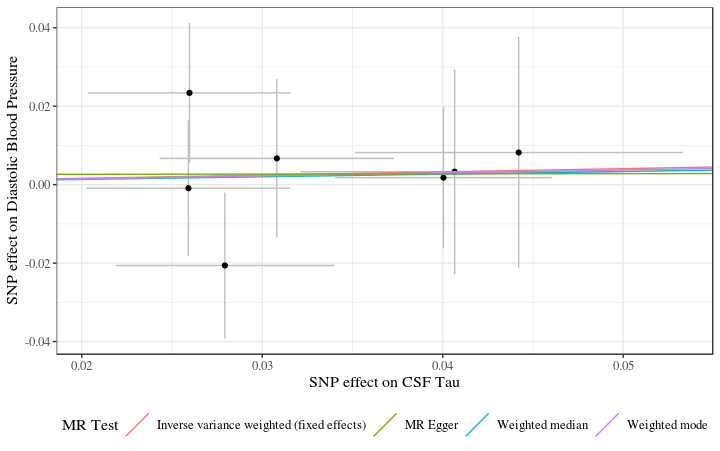 0.04
0.02
0.00
-0.02
-0.04
SNP effect on Diastolic Blood Pressure
0.02 0.03 0.04 0.05
SNP effect on CSF Tau
MR Test Inverse variance weighted (fixed effects) MR Egger Weighted median Weighted mode